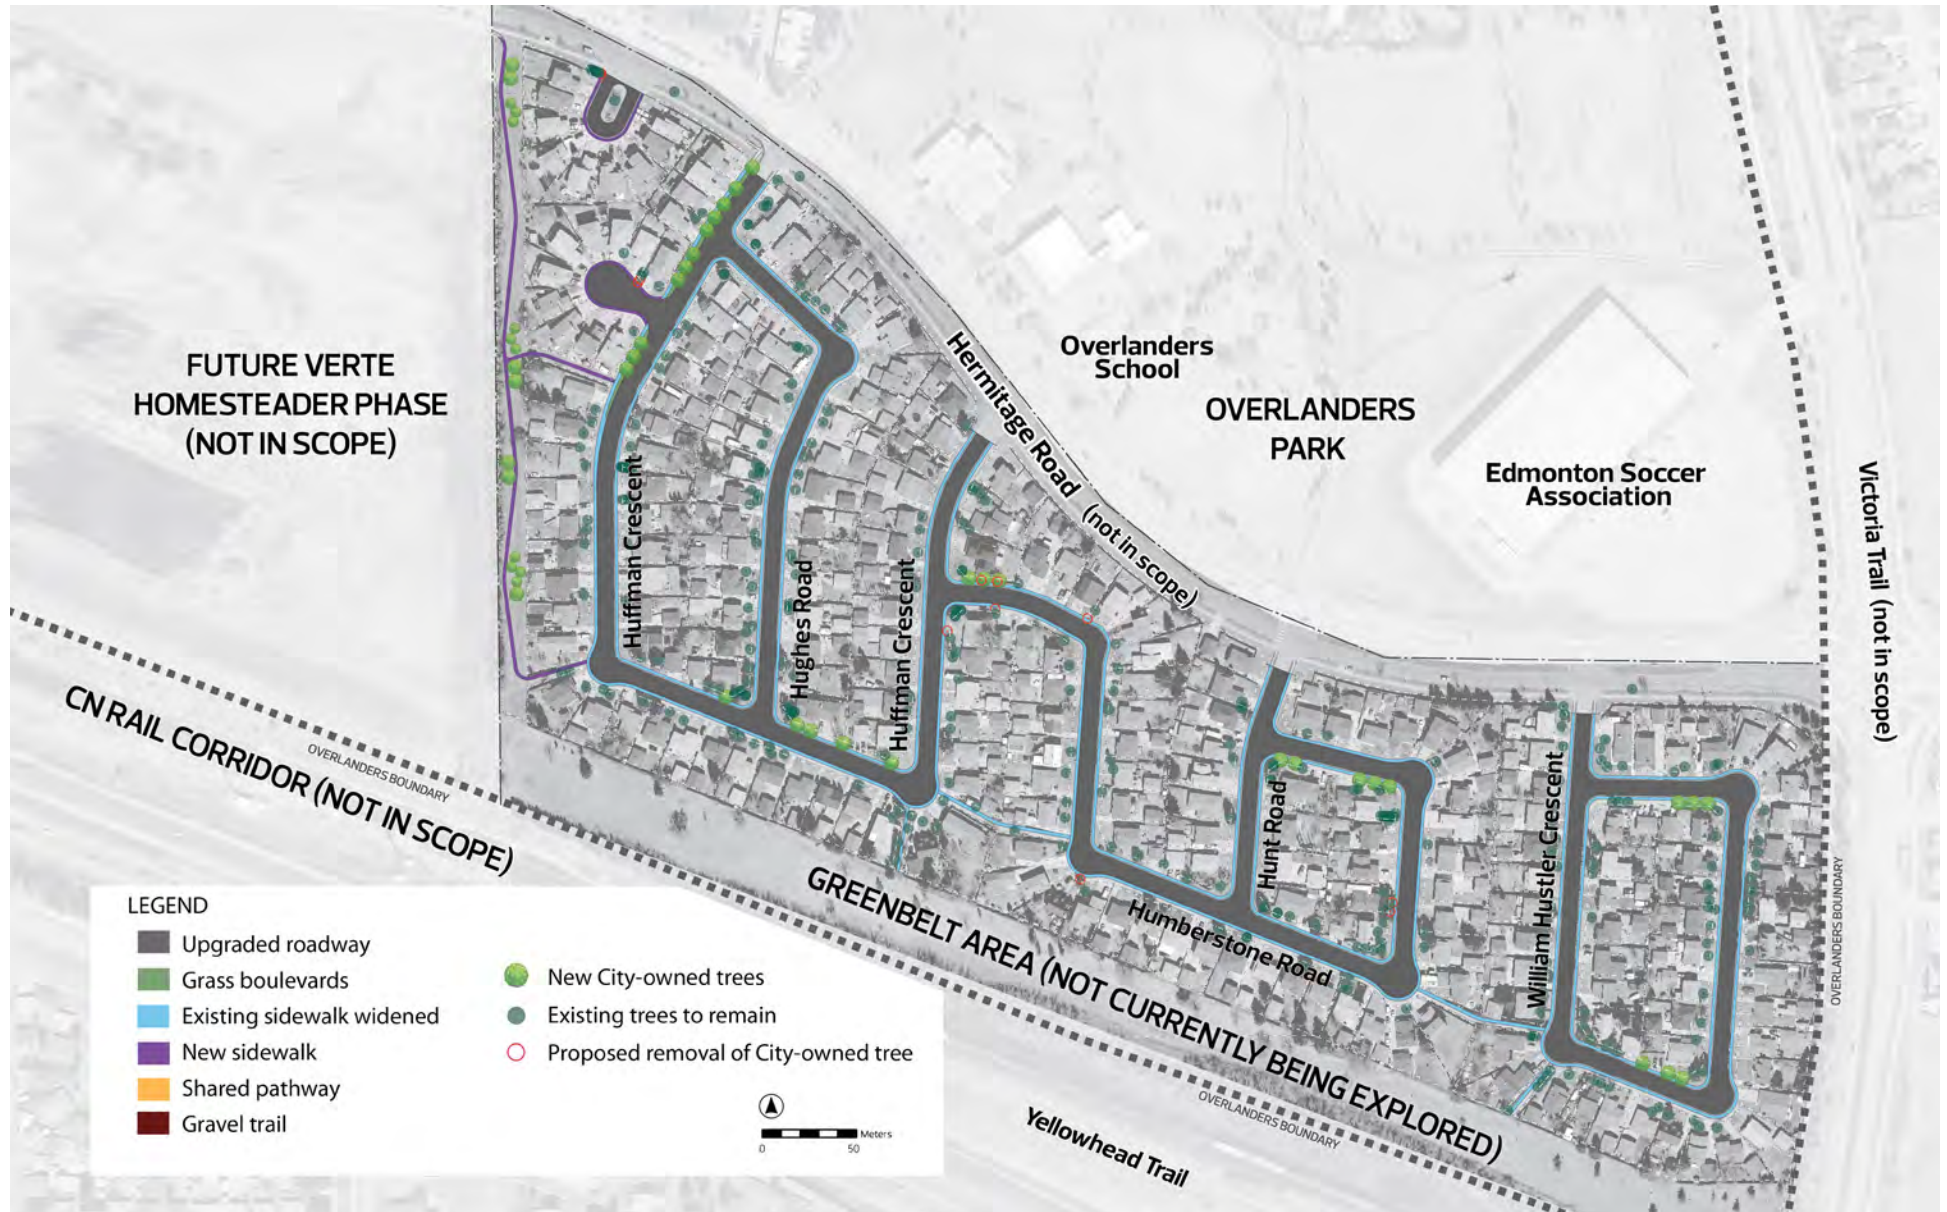 FUTURE VERTE
HOMESTEADER PHASE
(NOT IN SCOPE)
Overlanders
School
OVERLANDERS
PARK
Edmonton Soccer
Association
Hermitage Road (not in scope)
Victoria Trail (not in scope)
Huffman Crescent
Hughes Road
Huffman Crescent
Hunt Road
William Hustler Crescent
Humberstone Road
OVERLANDERS BOUNDARY
CN RAIL CORRIDOR (NOT IN SCOPE)
OVERLANDERS BOUNDARY
GREENBELT AREA (NOT CURRENTLY BEING EXPLORED)
OVERLANDERS BOUNDARY
Yellowhead Trail
LEGEND
Upgraded roadway
Grass boulevards
Existing sidewalk widened
New sidewalk
Shared pathway
Gravel trail
New City-owned trees
Existing trees to remain
Proposed removal of City-owned tree
Meters
0 50